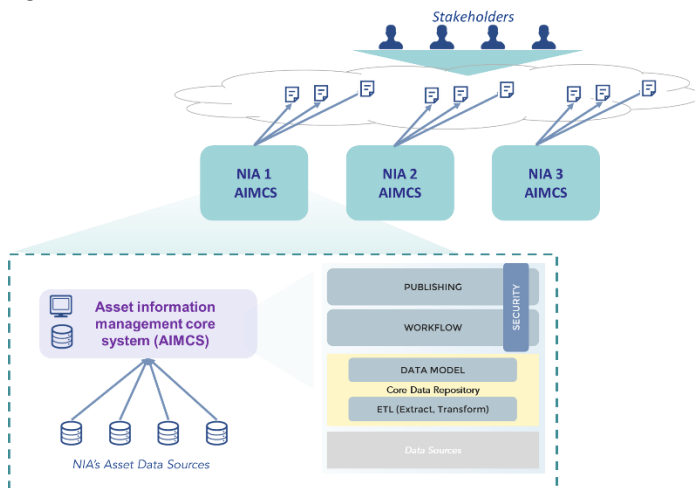 Stakeholders
NIA 1
AIMCS
NIA 2
AIMCS
NIA 3
AIMCS
Asset information
management core
system (AIMCS)
NIA's Asset Data Sources
PUBLISHING
WORKFLOW
SECURITY
DATA MODEL
Core Data Repository
ETL (Extract, Transform)
Data Sources